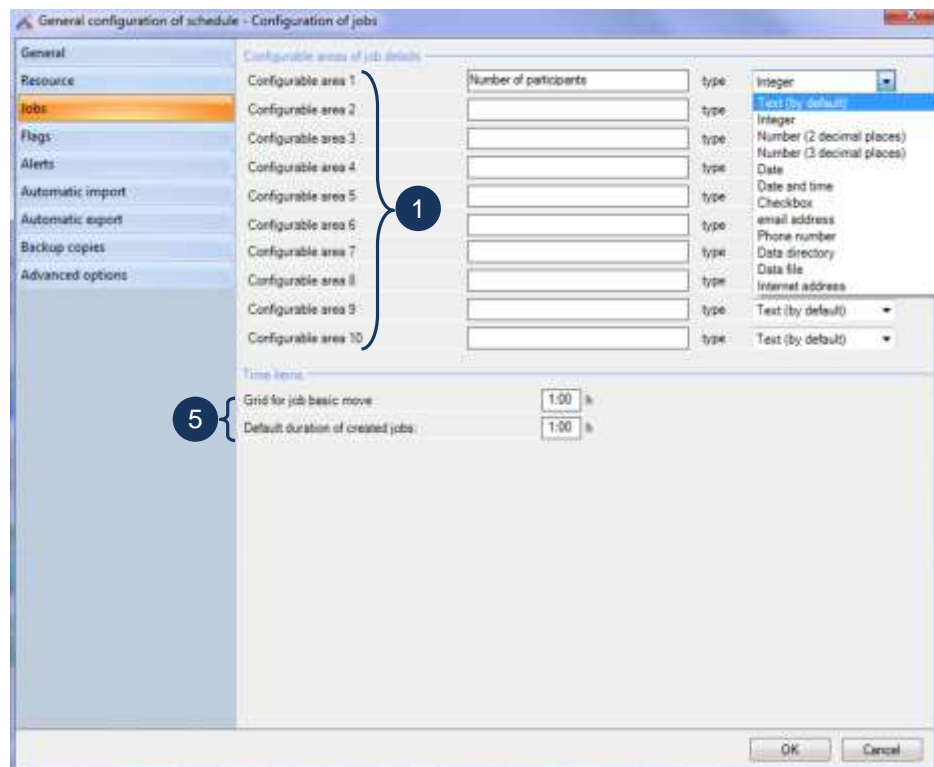 General configuration of schedule - Configuration of jobs
General
Resource
Jobs
Flags
Alerts
Automatic import
Automatic export
Backup copies
Advanced options
Configurable areas of job details
Configurable area 1 Number of participants type Integer
Configurable area 2 type
Configurable area 3 type
Configurable area 4 type
Configurable area 5 type
Configurable area 6 type
Configurable area 7 type
Configurable area 8 type
Text (by default)
Integer
Number (2 decimal places)
Number (3 decimal places)
Date
Date and time
Checkbox
email address
Phone number
Data directory
Data file
Internet address
Configurable area 9 type Text (by default)
Configurable area 10 type Text (by default)
1
Time items
Grid for job basic move 1:00 h
Default duration of created jobs: 1:00 h
5
OK Cancel